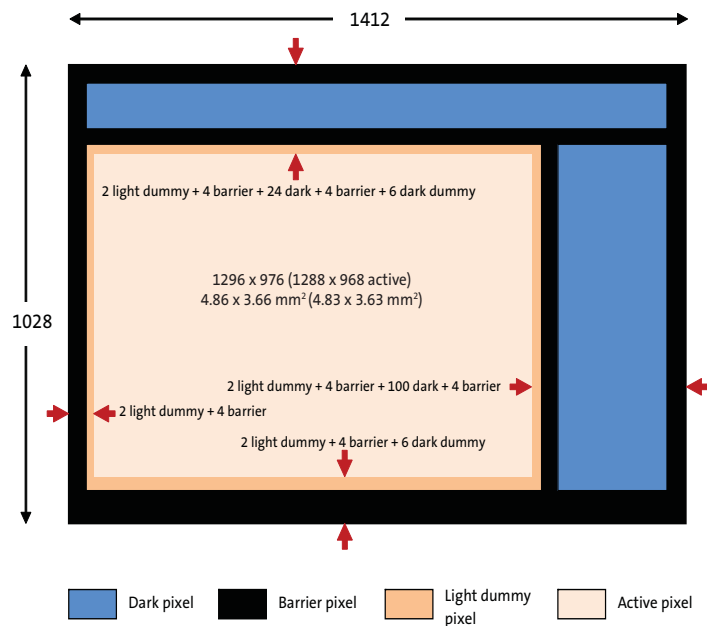 1412
2 light dummy + 4 barrier + 24 dark + 4 barrier + 6 dark dummy
1296 x 976 (1288 x 968 active)
4.86 x 3.66 mm² (4.83 x 3.63 mm²)
1028
2 light dummy + 4 barrier + 100 dark + 4 barrier
2 light dummy + 4 barrier
2 light dummy + 4 barrier + 6 dark dummy
Dark pixel
Barrier pixel
Light dummy
pixel
Active pixel